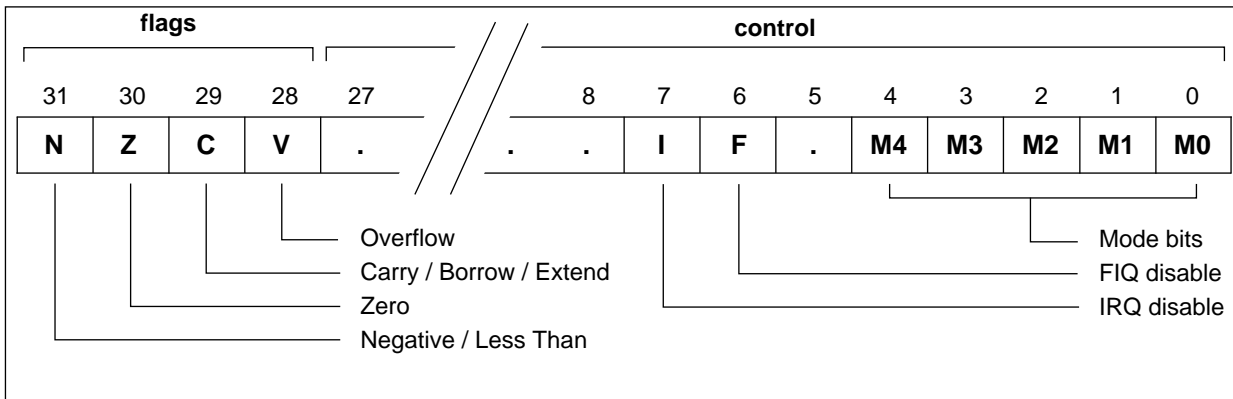 flags control
31 30 29 28 27 8 7 6 5 4 3 2 1 0
N Z C V . . . I F . M4 M3 M2 M1 M0
Overflow Mode bits
Carry / Borrow / Extend FIQ disable
Zero IRQ disable
Negative / Less Than